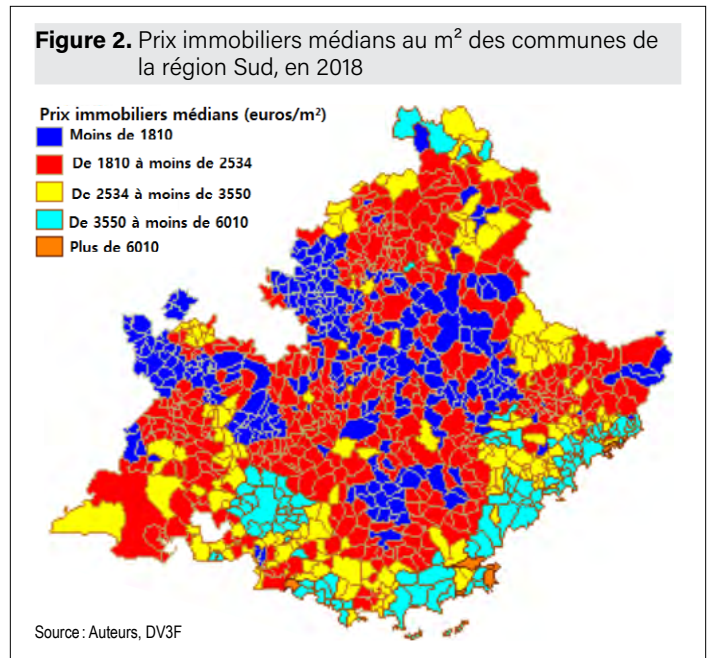 Figure 2. Prix immobiliers médians au m² des communes de
la région Sud, en 2018
Prix immobiliers médians (euros/m²)
Moins de 1810
De 1810 à moins de 2534
De 2534 à moins de 3550
De 3550 à moins de 6010
Plus de 6010
Source : Auteurs, DV3F